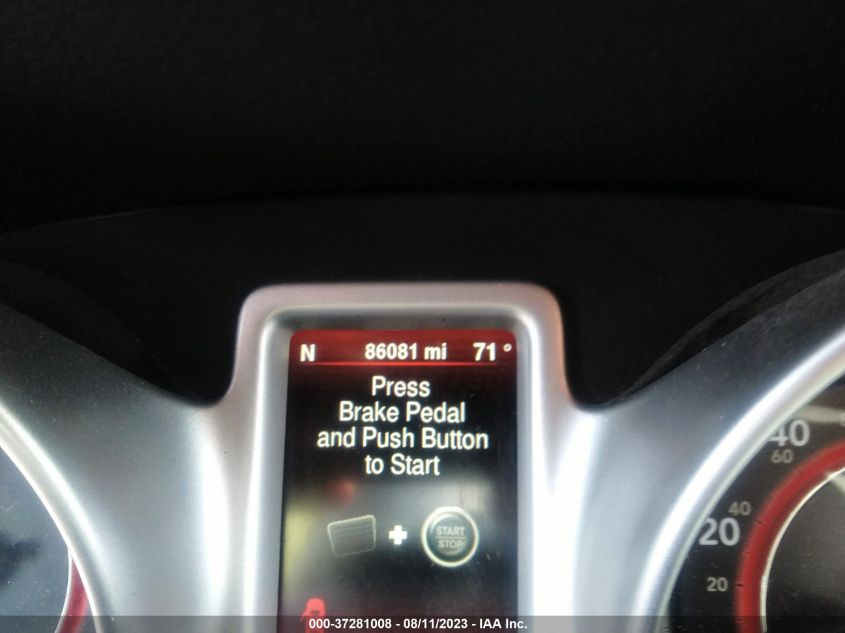 N 86081 mi 71°
Press
Brake Pedal
and Push Button
to Start
START
STOP
40
60
40
20
20
000-37281008 - 08/11/2023 - IAA Inc.